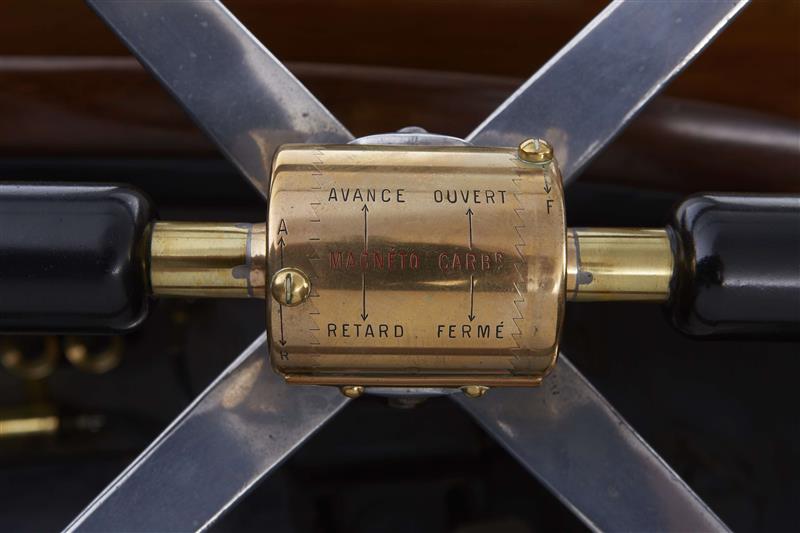 AVANCE OUVERT
A F
MAGNÉTO CARBR
RETARD FERMÉ
R